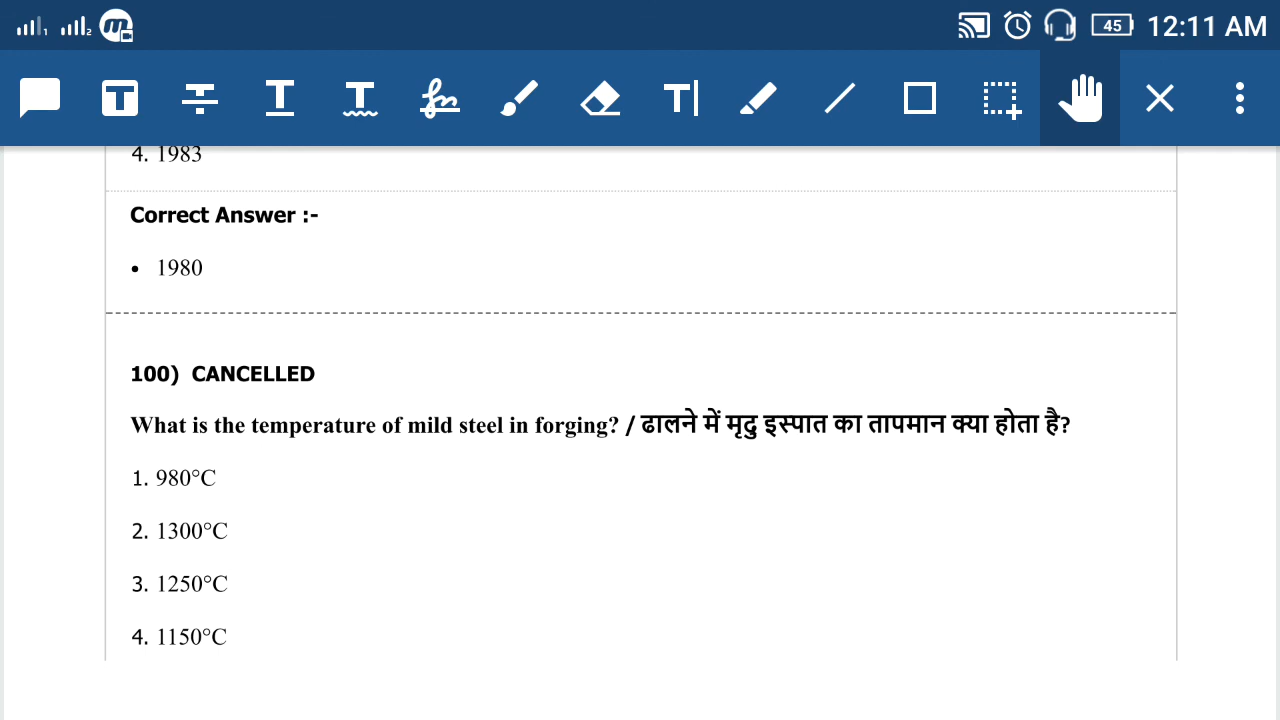 45 12:11 AM
4. 1983
Correct Answer :-
• 1980
100) CANCELLED
What is the temperature of mild steel in forging? / ढालने में मृदु इस्पात का तापमान क्या होता है?
1. 980°C
2. 1300°C
3. 1250°C
4. 1150°C